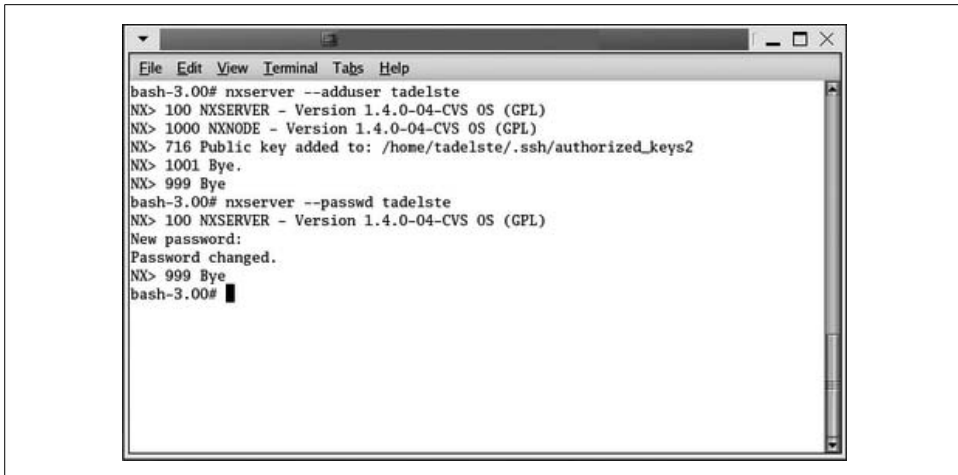 File Edit View Terminal Tabs Help
bash-3.00# nxserver --adduser tadelste
NX> 100 NXSERVER - Version 1.4.0-04-CVS OS (GPL)
NX> 1000 NXNODE - Version 1.4.0-04-CVS OS (GPL)
NX> 716 Public key added to: /home/tadelste/.ssh/authorized_keys2
NX> 1001 Bye.
NX> 999 Bye
bash-3.00# nxserver --passwd tadelste
NX> 100 NXSERVER - Version 1.4.0-04-CVS OS (GPL)
New password:
Password changed.
NX> 999 Bye
bash-3.00#